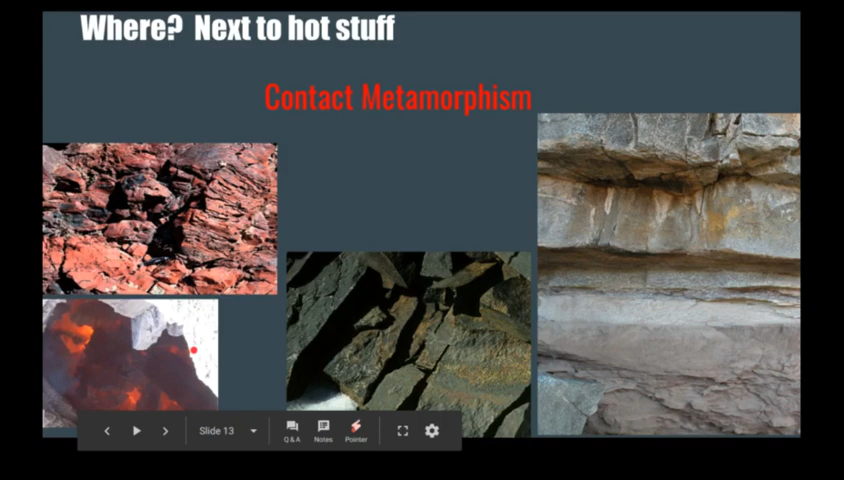 Where? Next to hot stuff
Contact Metamorphism
Slide 13
Q&A
Notes
Pointer